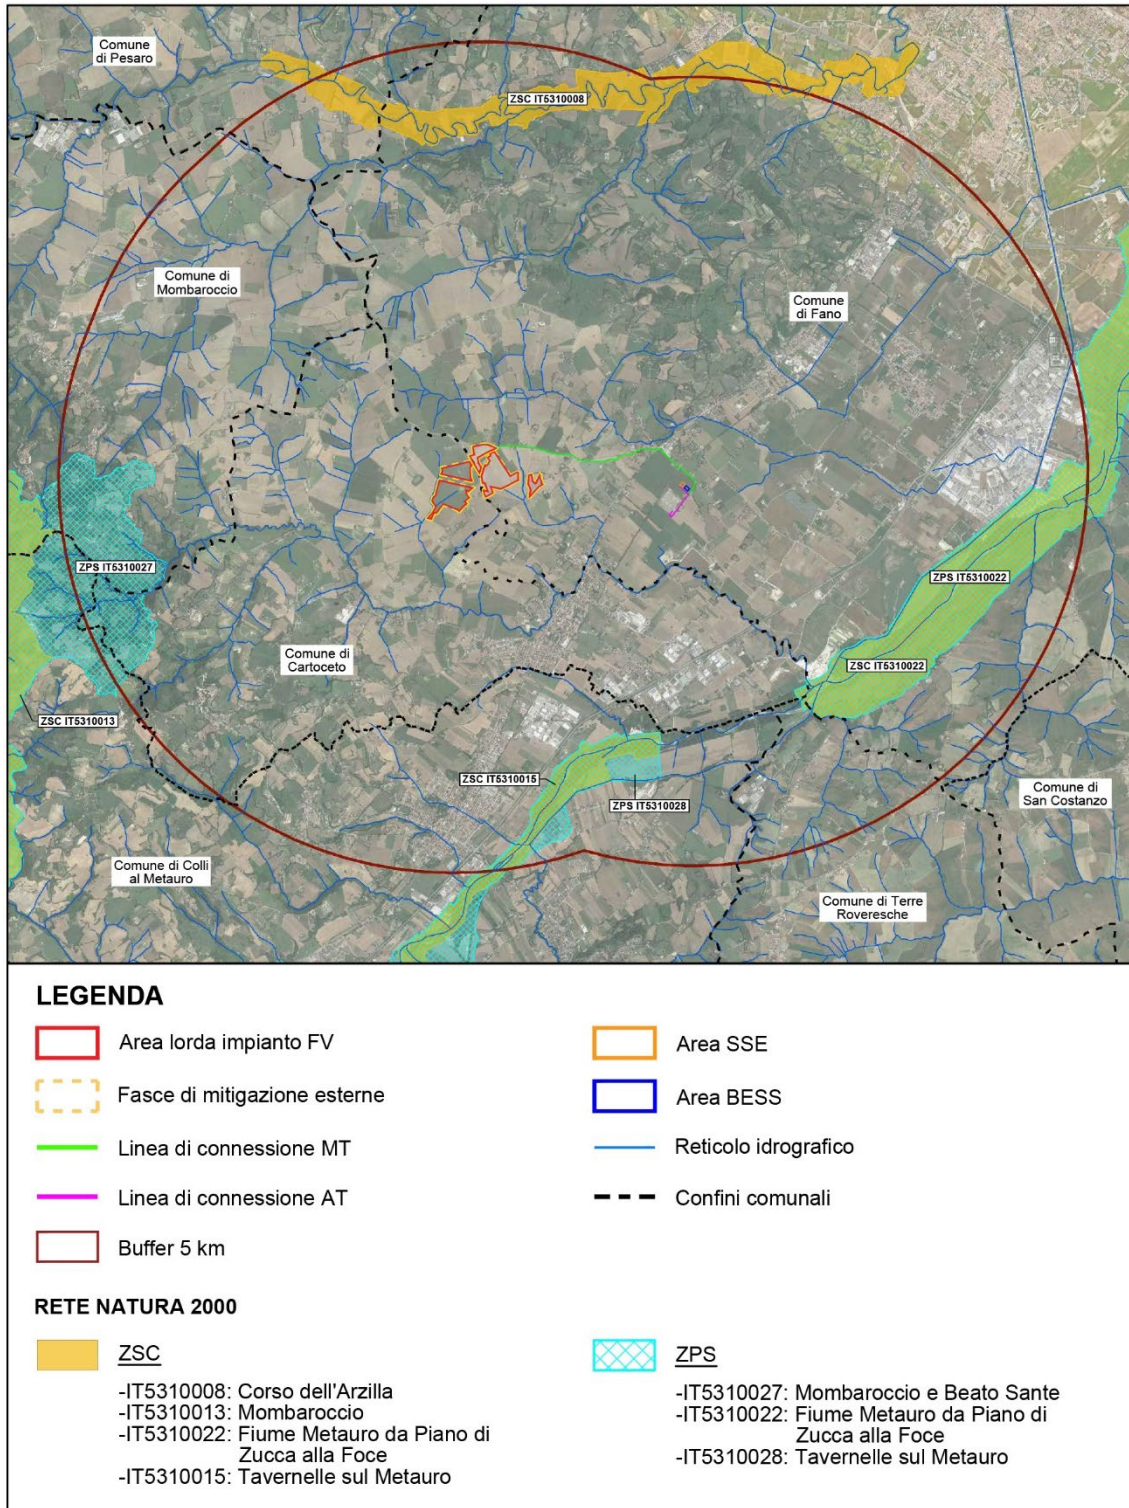 Comune
di Pesaro
ZSC IT5310008
Comune di
Mombaroccio
Comune
di Fano
ZPS IT5310027
ZPS IT5310022
Comune di
Cartoceto
ZSC IT5310022
ZSC IT5310013
ZSC IT5310015
ZPS IT5310028
Comune di
San Costanzo
Comune di Colli
al Metauro
Comune di Terre
Roveresche
LEGENDA
Area lorda impianto FV
Fasce di mitigazione esterne
Linea di connessione MT
Linea di connessione AT
Buffer 5 km
Area SSE
Area BESS
Reticolo idrografico
Confini comunali
RETE NATURA 2000
ZSC
-IT5310008: Corso dell'Arzilla
-IT5310013: Mombaroccio
-IT5310022: Fiume Metauro da Piano di
Zucca alla Foce
-IT5310015: Tavernelle sul Metauro
ZPS
-IT5310027: Mombaroccio e Beato Sante
-IT5310022: Fiume Metauro da Piano di
Zucca alla Foce
-IT5310028: Tavernelle sul Metauro